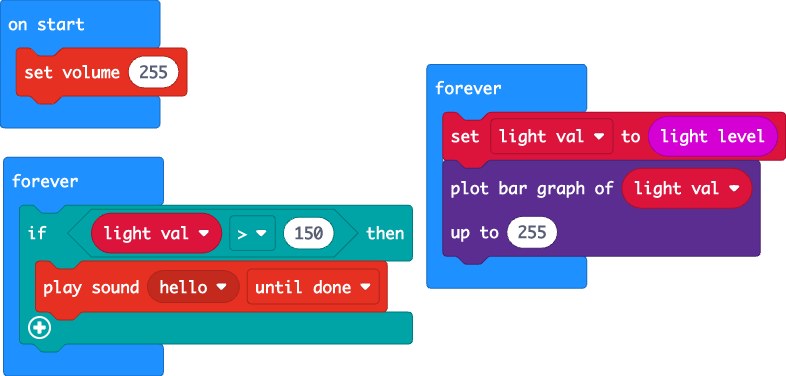 on start
set volume 255
forever
if light val > 150 then
play sound hello until done
forever
set light val to light level
plot bar graph of light val
up to 255